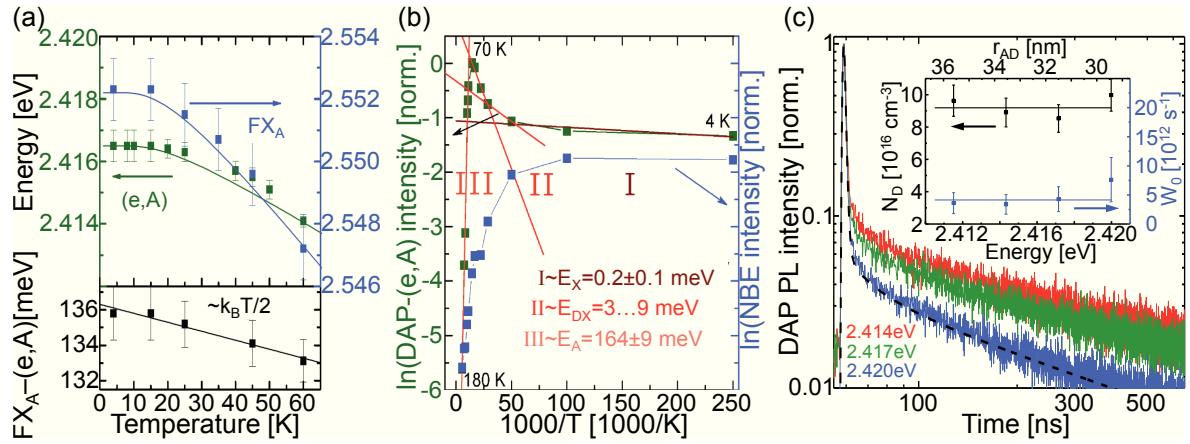 (a)
Energy [eV]
2.420
2.418
2.416
2.414
2.554
2.552
2.550
2.548
2.546
FX_A
(e,A)
FX_A–(e,A)[meV]
136
134
132
~k_BT/2
0 10 20 30 40 50 60
Temperature [K]
(b)
ln(DAP-(e,A) intensity [norm.]
0
-1
-2
-3
-4
-5
-6
70 K
4 K
180 K
III
II
I
I~E_X=0.2±0.1 meV
II~E_DX=3...9 meV
III~E_A=164±9 meV
ln(NBE intensity) [norm.]
0 50 100 150 200 250
1000/T [1000/K]
(c)
DAP PL intensity [norm.]
1
0.1
0.01
r_AD [nm]
36 34 32 30
N_D [10^16 cm^-3]
10
8
6
4
2
20
15
10
5
0
W_0 [10^12 s^-1]
2.412 2.416 2.420
Energy [eV]
2.414eV
2.417eV
2.420eV
100 300 500
Time [ns]